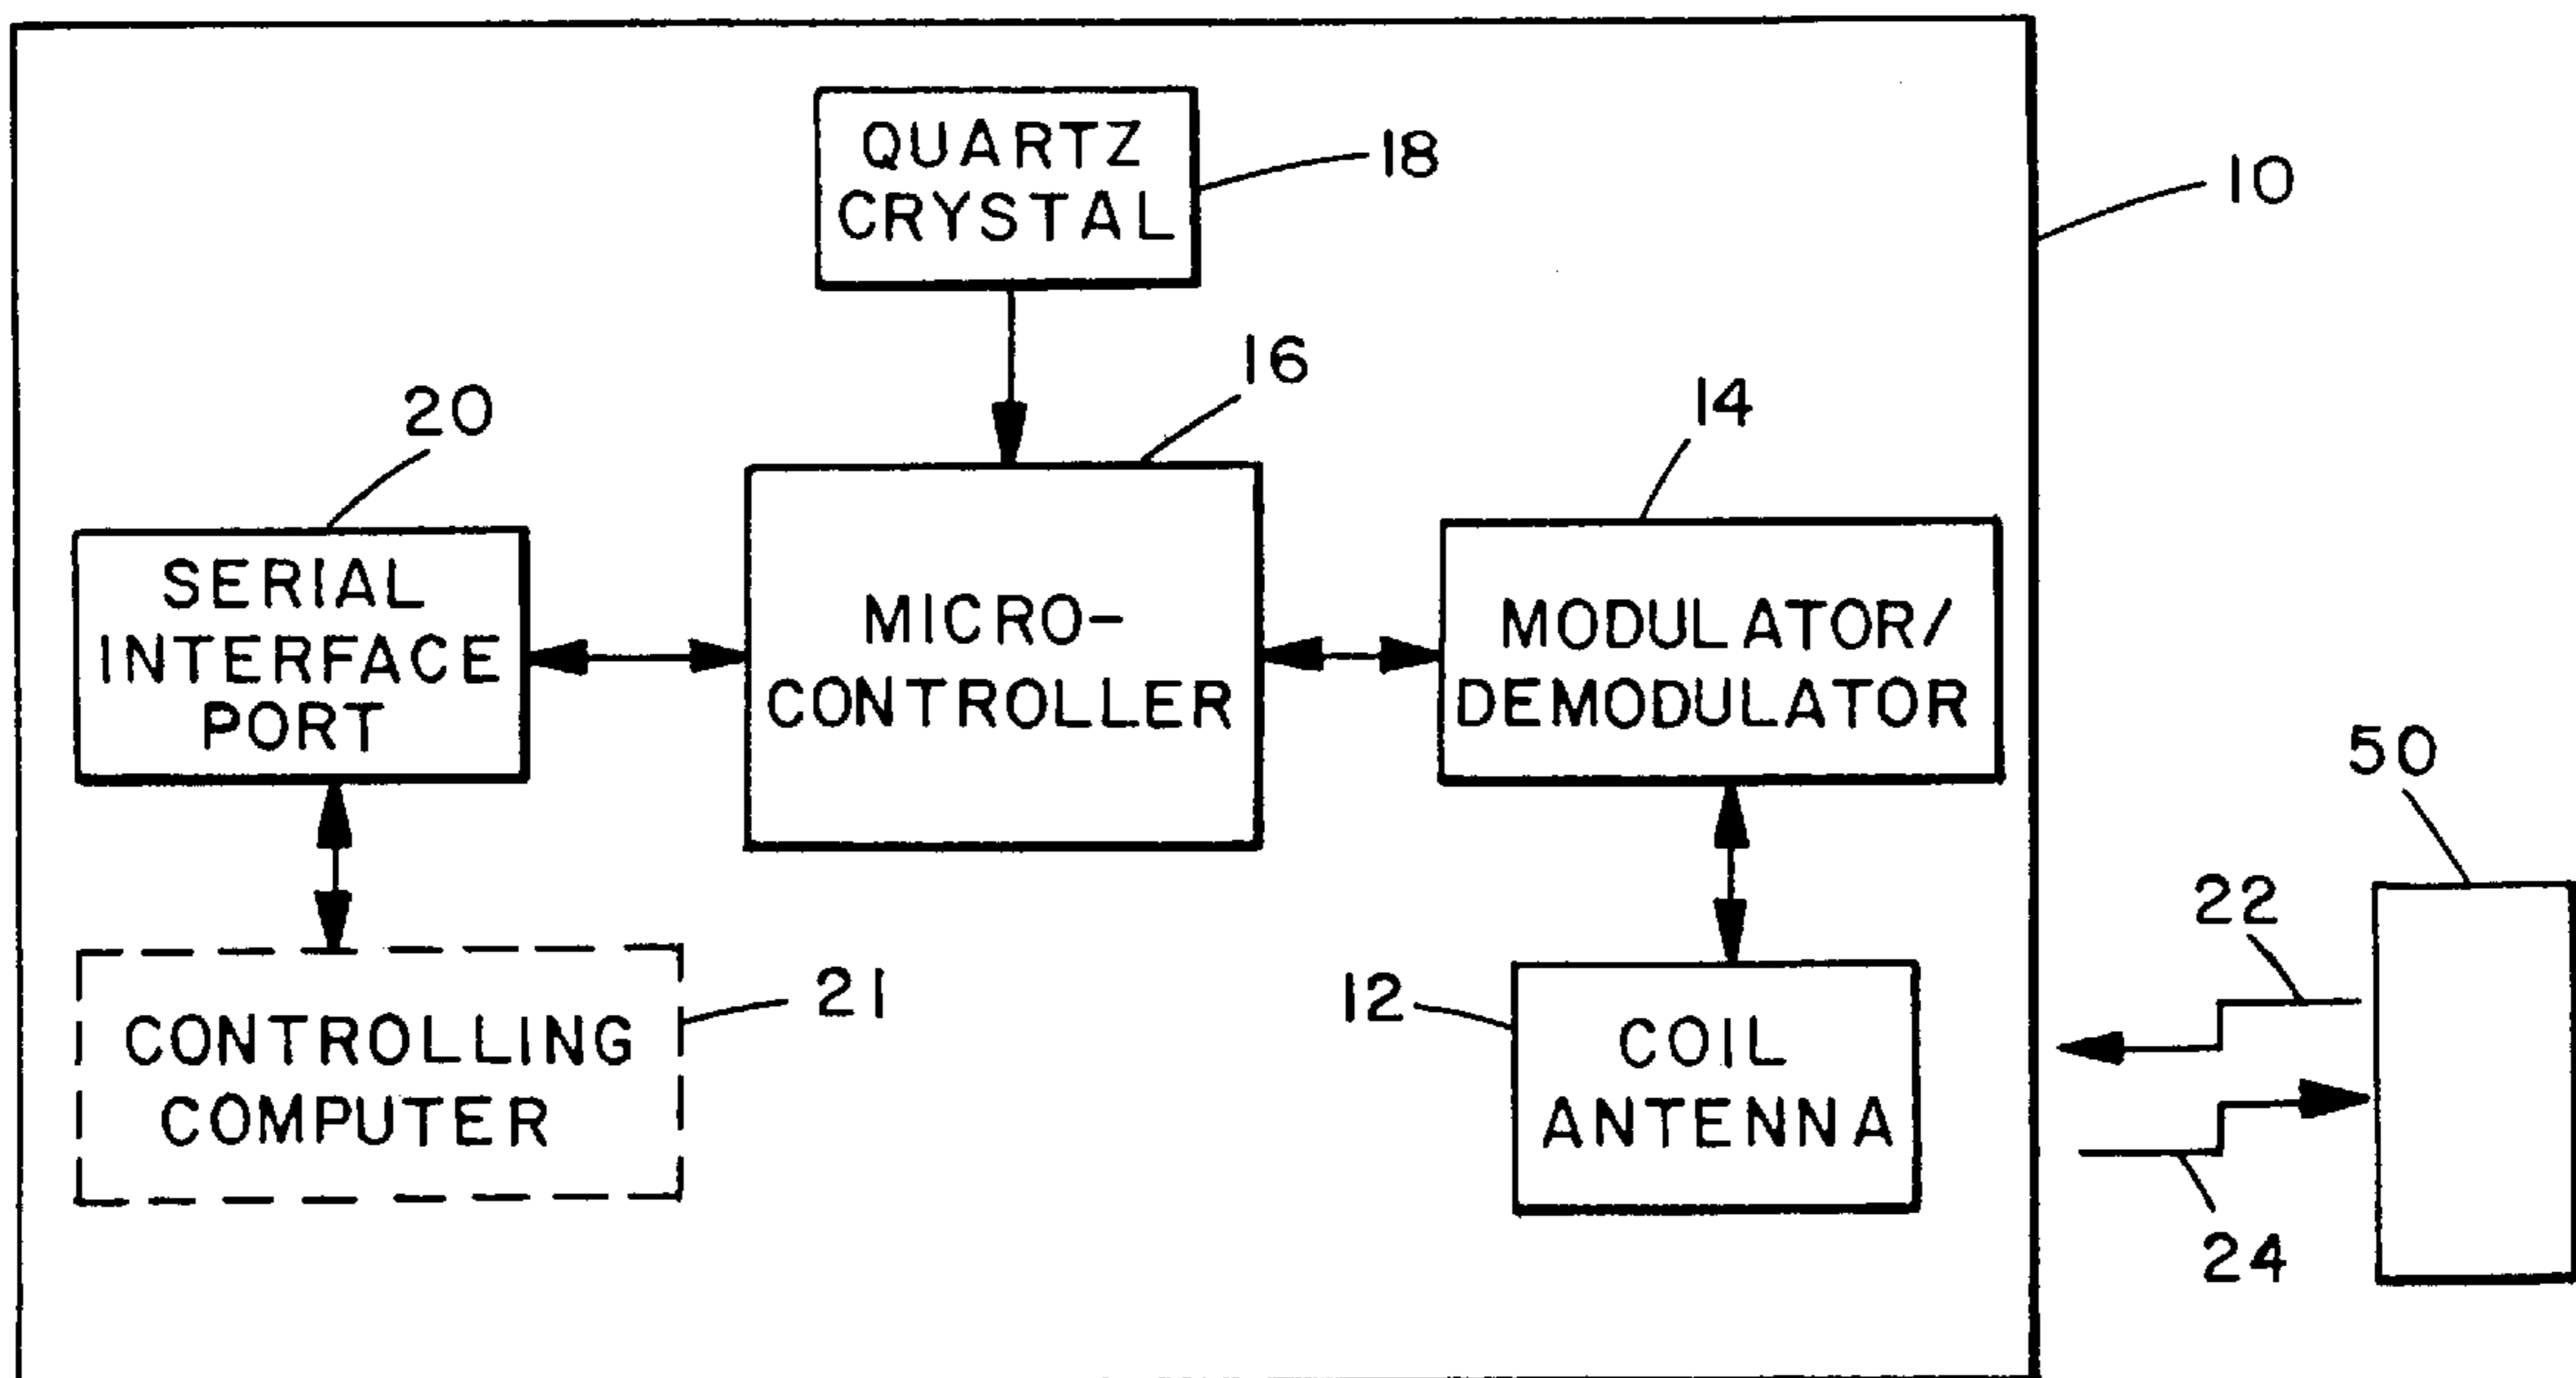 QUARTZ
CRYSTAL
18
10
16
20
14
SERIAL
INTERFACE
PORT
MICRO-
CONTROLLER
MODULATOR/
DEMODULATOR
50
22
21
12
CONTROLLING
COMPUTER
COIL
ANTENNA
24